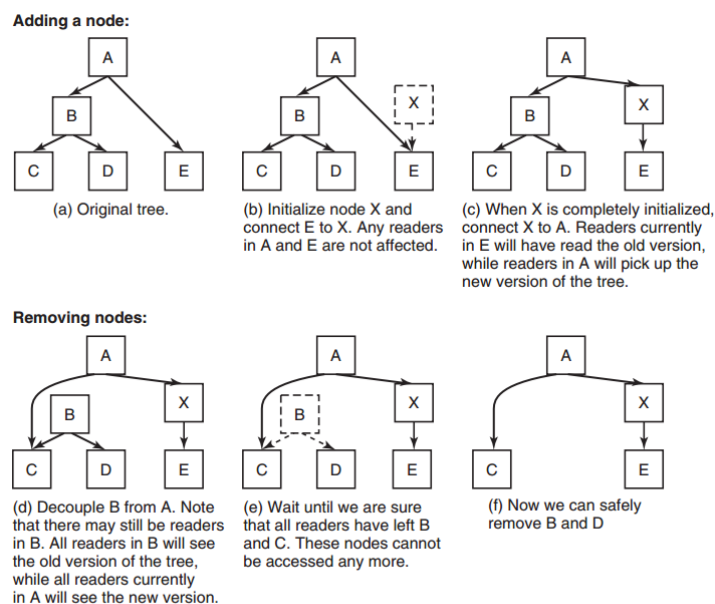 Adding a node:
A
B
C
D
E
(a) Original tree.
A
B
X
C
D
E
(b) Initialize node X and
connect E to X. Any readers
in A and E are not affected.
A
B
X
C
D
E
(c) When X is completely initialized,
connect X to A. Readers currently
in E will have read the old version,
while readers in A will pick up the
new version of the tree.
Removing nodes:
A
B
X
C
D
E
(d) Decouple B from A. Note
that there may still be readers
in B. All readers in B will see
the old version of the tree,
while all readers currently
in A will see the new version.
A
B
X
C
D
E
(e) Wait until we are sure
that all readers have left B
and C. These nodes cannot
be accessed any more.
A
X
C
E
(f) Now we can safely
remove B and D